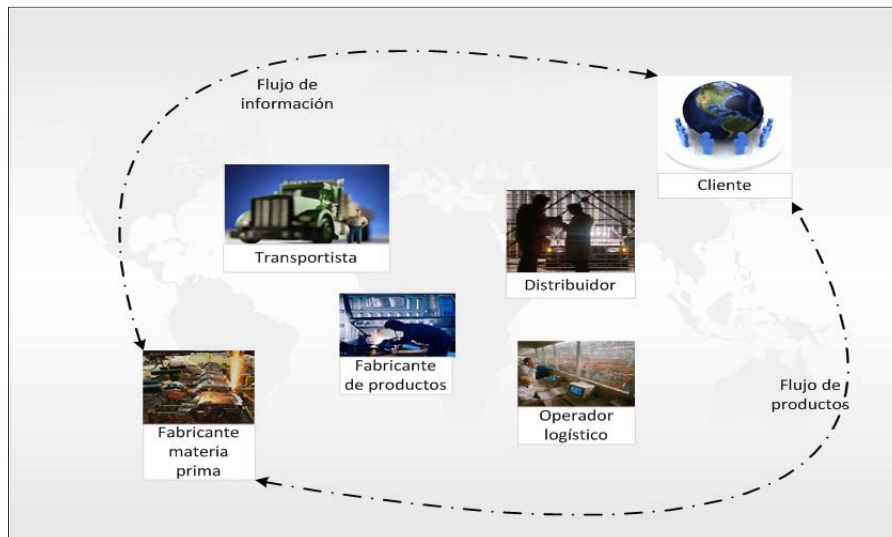 Flujo de
información
Cliente
Transportista
Distribuidor
Fabricante
de productos
Flujo de
productos
Operador
logístico
Fabricante
materia
prima